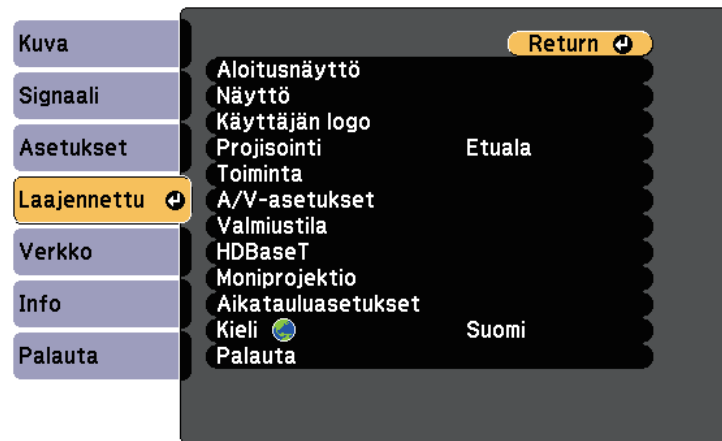 Kuva
Signaali
Asetukset
Laajennettu
Verkko
Info
Palauta
Return
Aloitusnäyttö
Näyttö
Käyttäjän logo
Projisointi Etuala
Toiminta
A/V-asetukset
Valmiustila
HDBaseT
Moniprojektio
Aikatauluasetukset
Kieli Suomi
Palauta